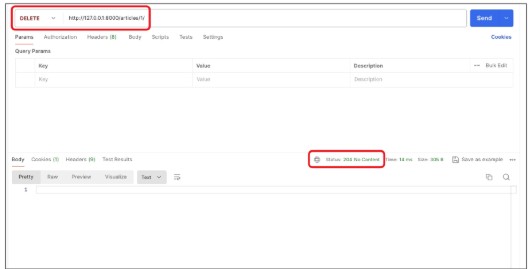 DELETE http://127.0.0.1:8000/articles/1/ Send
Params Authorization Headers (8) Body Scripts Tests Settings Cookies
Query Params
Key Value Description Bulk Edit
Key Value Description
Body Cookies (1) Headers (9) Test Results Status: 204 No Content Time: 14 ms Size: 306 B Save as example
Pretty Raw Preview Visualize Text
1